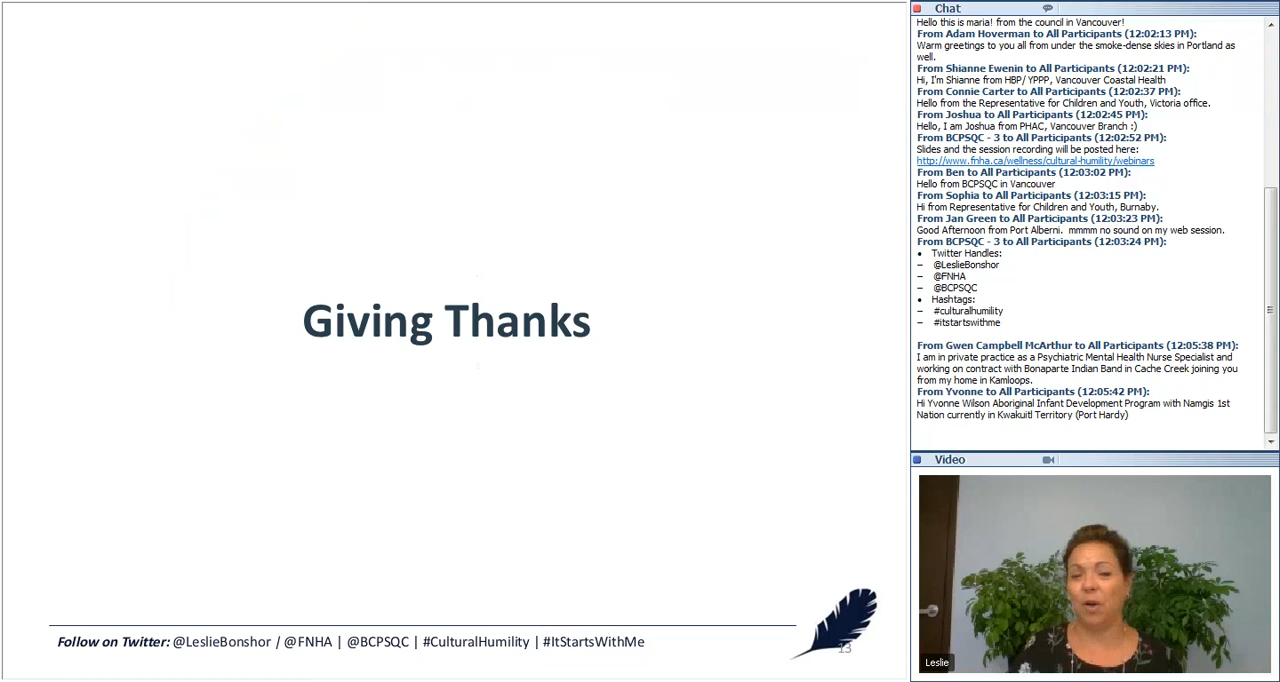 Giving Thanks
Follow on Twitter: @LeslieBonshor / @FNHA | @BCPSQC | #CulturalHumility | #ItStartsWithMe
13
Chat
Hello this is maria! from the council in Vancouver!
From Adam Hoverman to All Participants (12:02:13 PM):
Warm greetings to you all from under the smoke-dense skies in Portland as
well.
From Shianne Ewenin to All Participants (12:02:21 PM):
Hi, I'm Shianne from HBP/ YPPP, Vancouver Coastal Health
From Connie Carter to All Participants (12:02:37 PM):
Hello from the Representative for Children and Youth, Victoria office.
From Joshua to All Participants (12:02:45 PM):
Hello, I am Joshua from PHAC, Vancouver Branch :)
From BCPSQC - 3 to All Participants (12:02:52 PM):
Slides and the session recording will be posted here:
http://www.fnha.ca/wellness/cultural-humility/webinars
From Ben to All Participants (12:03:02 PM):
Hello from BCPSQC in Vancouver
From Sophia to All Participants (12:03:15 PM):
Hi from Representative for Children and Youth, Burnaby.
From Jan Green to All Participants (12:03:23 PM):
Good Afternoon from Port Alberni.  mmmm no sound on my web session.
From BCPSQC - 3 to All Participants (12:03:24 PM):
• Twitter Handles:
– @LeslieBonshor
– @FNHA
– @BCPSQC
• Hashtags:
– #culturalhumility
– #itstartswithme
From Gwen Campbell McArthur to All Participants (12:05:38 PM):
I am in private practice as a Psychiatric Mental Health Nurse Specialist and
working on contract with Bonaparte Indian Band in Cache Creek joining you
from my home in Kamloops.
From Yvonne to All Participants (12:05:42 PM):
Hi Yvonne Wilson Aboriginal Infant Development Program with Namgis 1st
Nation currently in Kwakuitl Territory (Port Hardy)
Video
Leslie